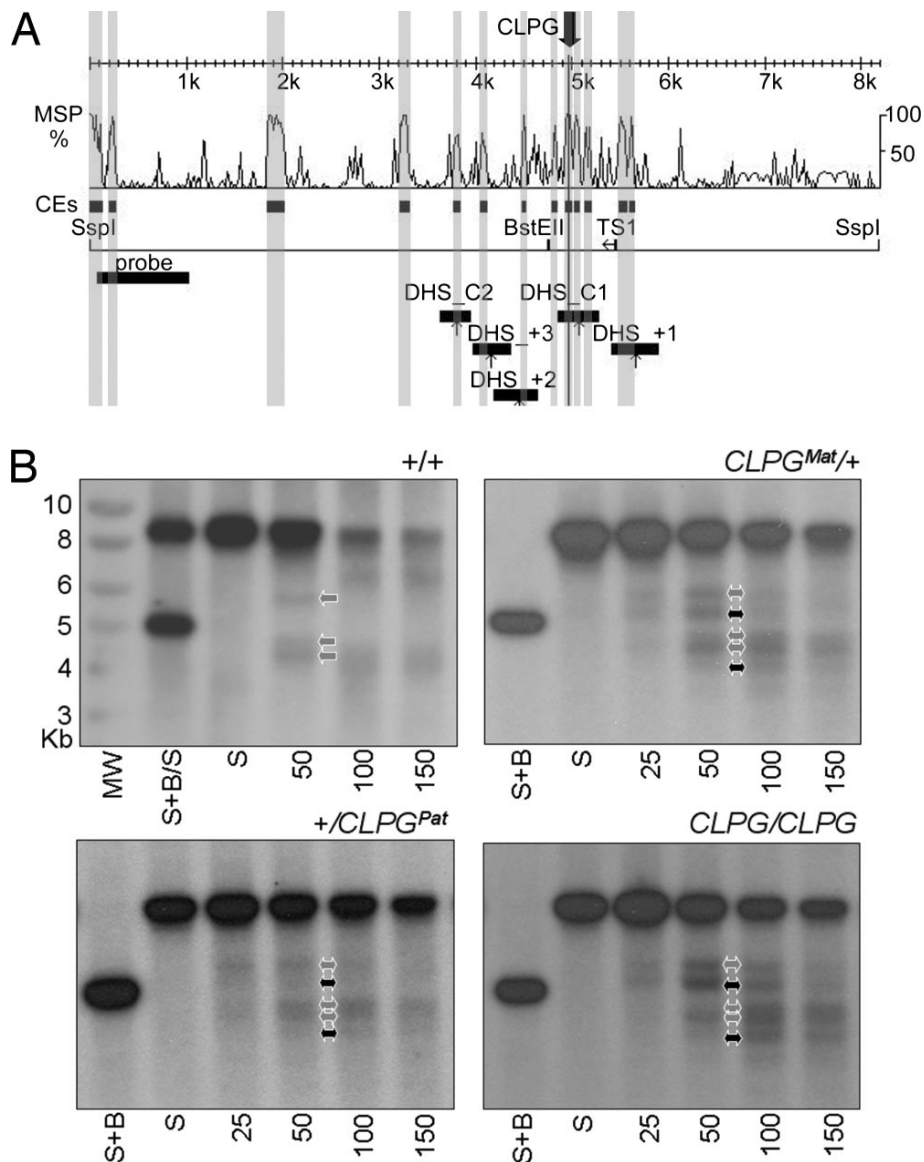 A
CLPG
1k 2k 3k 4k 5k 6k 7k 8k
MSP
%
100
50
CEs
SspI BstEII TS1 SspI
probe
DHS_C2 DHS_C1
DHS_+3 DHS_+1
DHS_+2
B
+/+
CLPGMat/+
10
8
6
5
4
3
Kb
MW S+B/S S 50 100 150
S+B S 25 50 100 150
+/CLPGPat
CLPG/CLPG
S+B S 25 50 100 150
S+B S 25 50 100 150